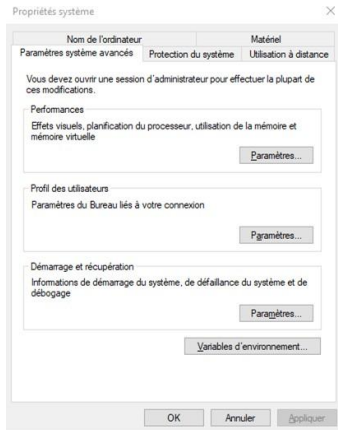 Propriétés système
Nom de l'ordinateur Matériel
Paramètres système avancés Protection du système Utilisation à distance
Vous devez ouvrir une session d'administrateur pour effectuer la plupart de
ces modifications.
Performances
Effets visuels, planification du processeur, utilisation de la mémoire et
mémoire virtuelle
Paramètres...
Profil des utilisateurs
Paramètres du Bureau liés à votre connexion
Paramètres...
Démarrage et récupération
Informations de démarrage du système, de défaillance du système et de
débogage
Paramètres...
Variables d'environnement...
OK Annuler Appliquer